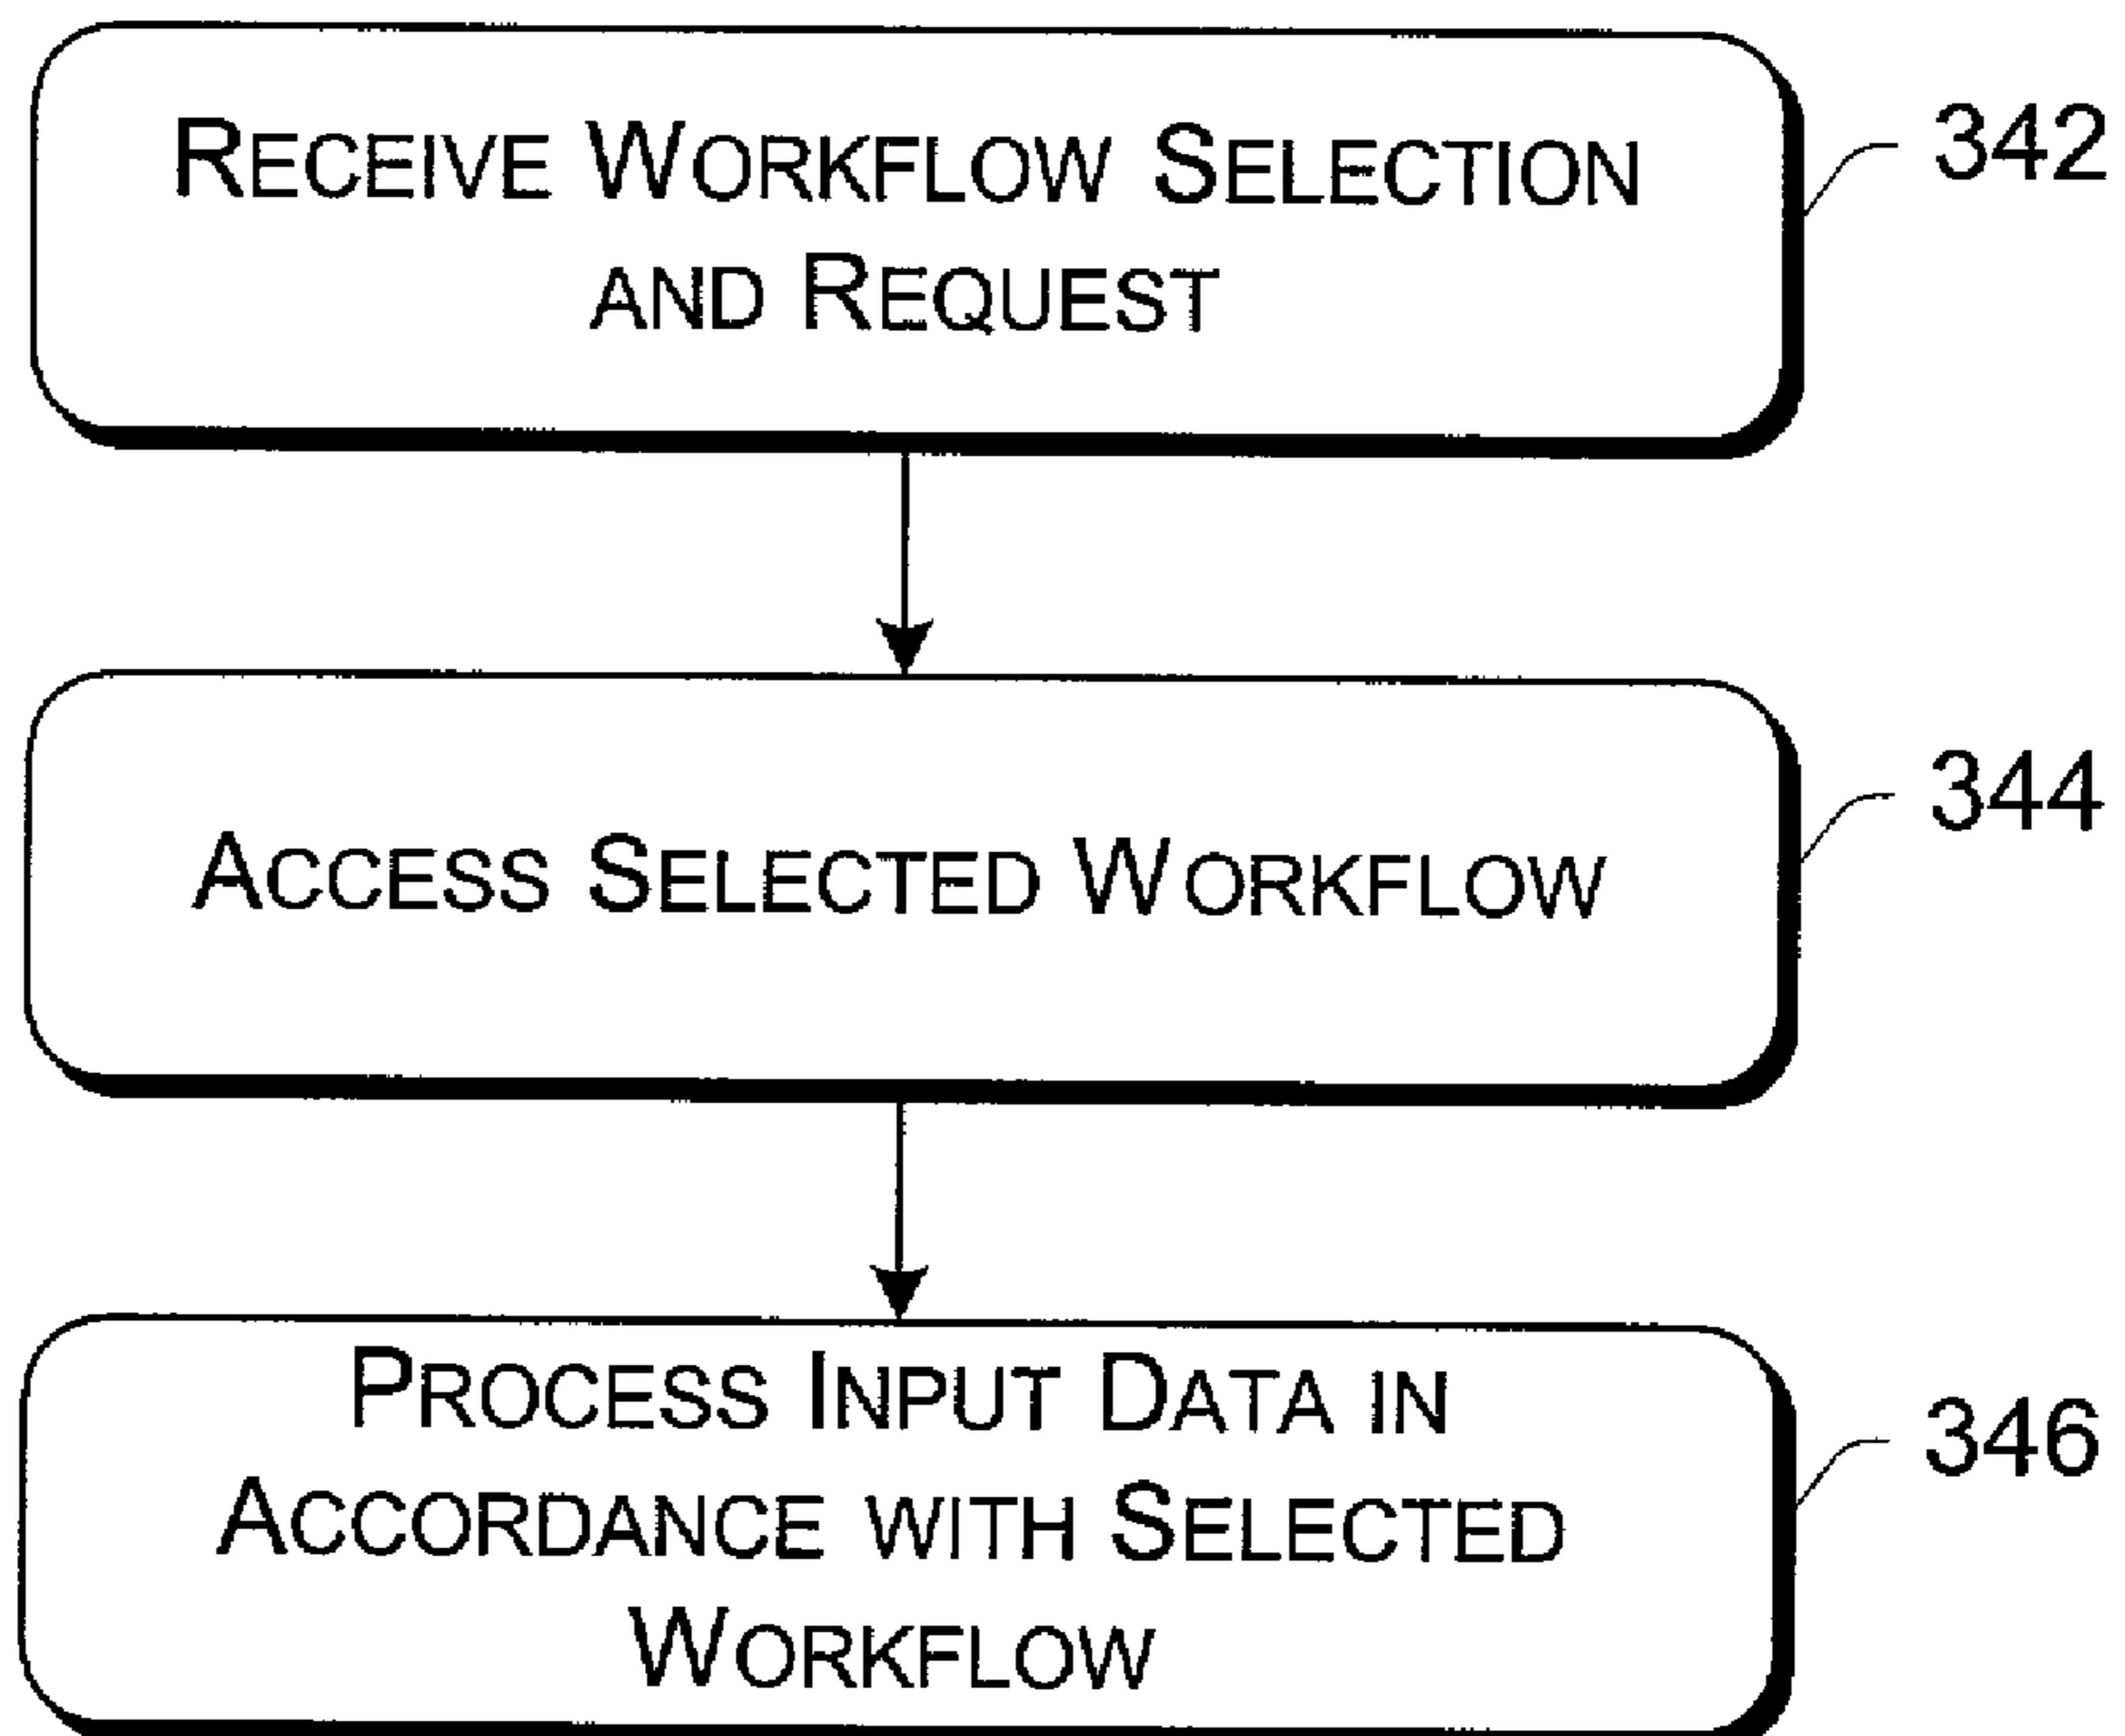 RECEIVE WORKFLOW SELECTION
AND REQUEST
342
ACCESS SELECTED WORKFLOW
344
PROCESS INPUT DATA IN
ACCORDANCE WITH SELECTED
WORKFLOW
346